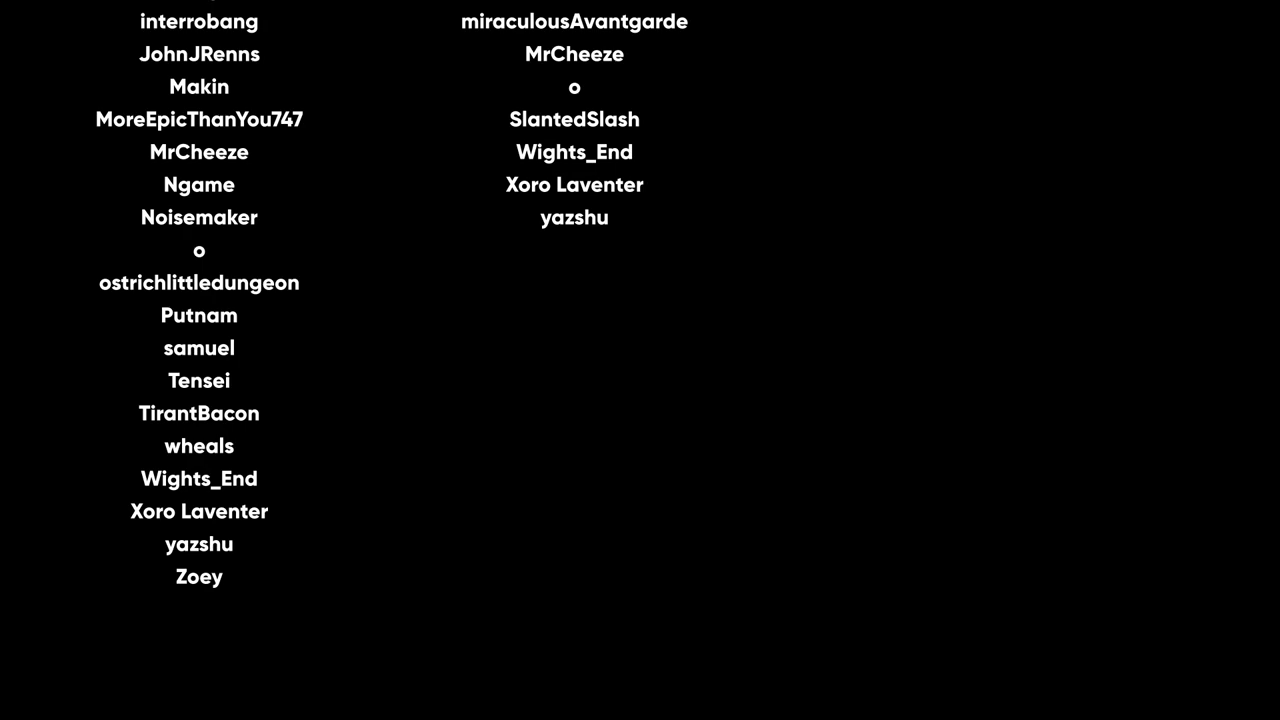 interrobang
JohnJRenns
Makin
MoreEpicThanYou747
MrCheeze
Ngame
Noisemaker
o
ostrichlittledungeon
Putnam
samuel
Tensei
TirantBacon
wheals
Wights_End
Xoro Laventer
yazshu
Zoey
miraculousAvantgarde
MrCheeze
o
SlantedSlash
Wights_End
Xoro Laventer
yazshu